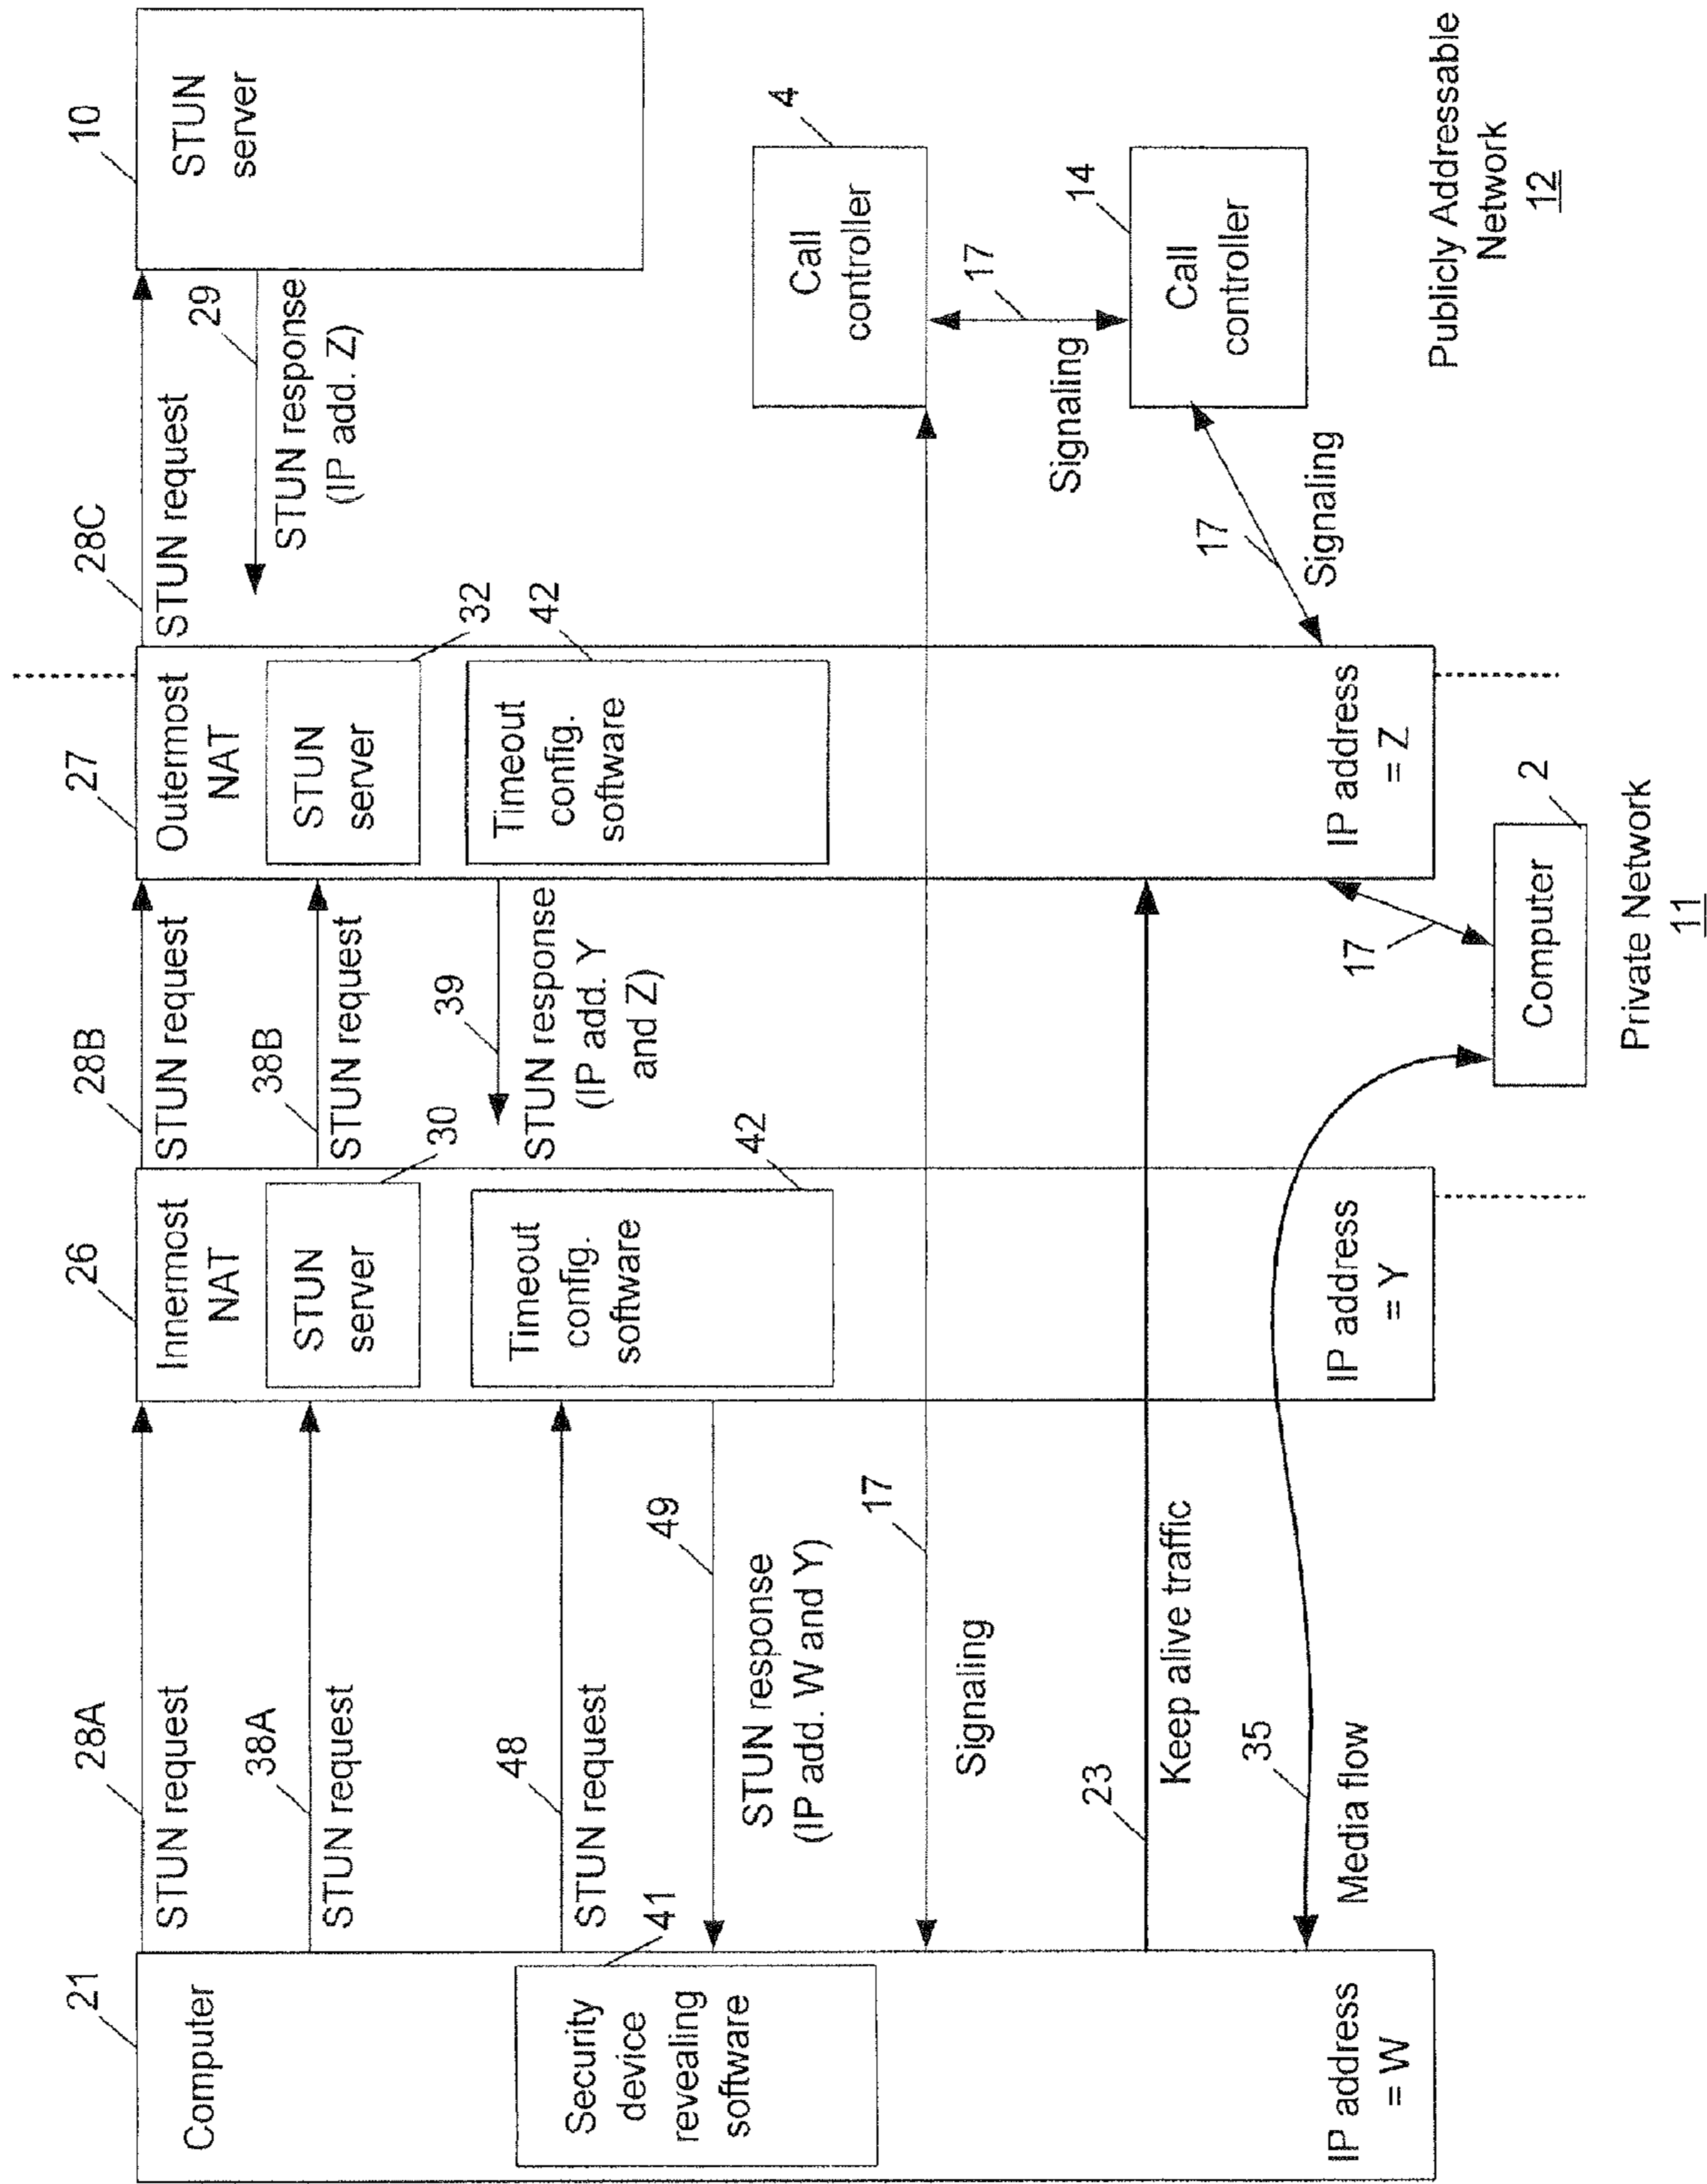 21
Computer
Security
device
revealing
software
41
IP address
= W
28A
STUN request
38A
STUN request
48
STUN request
49
STUN response
(IP add. W and Y)
17
Signaling
23
Keep alive traffic
35
Media flow
26
Innermost
NAT
STUN
server
30
Timeout
config.
software
42
IP address
= Y
28B
STUN request
38B
STUN request
39
STUN response
(IP add. Y
and Z)
27
Outermost
NAT
STUN
server
32
Timeout
config.
software
42
IP address
= Z
17
Computer
2
Private Network
11
28C
STUN request
29
STUN response
(IP add. Z)
10
STUN
server
Call
controller
4
17
Signaling
Call
controller
14
17
Signaling
Publicly Addressable
Network
12